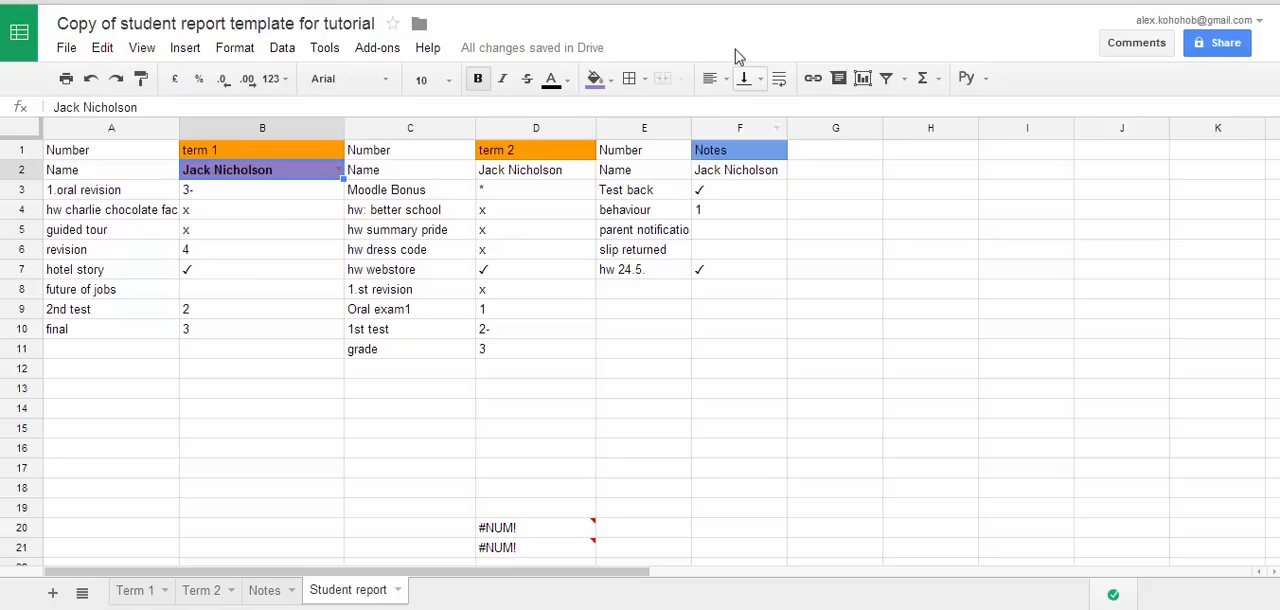 Copy of student report template for tutorial
alex.kohohob@gmail.com
File Edit View Insert Format Data Tools Add-ons Help All changes saved in Drive
Comments Share
£ % .0 .00 123 Arial 10 B I S A Σ Py
fx Jack Nicholson
A B C D E F G H I J K
1 Number term 1 Number term 2 Number Notes
2 Name Jack Nicholson Name Jack Nicholson Name Jack Nicholson
3 1.oral revision 3- Moodle Bonus * Test back ✓
4 hw charlie chocolate fac x hw: better school x behaviour 1
5 guided tour x hw summary pride x parent notificatio
6 revision 4 hw dress code x slip returned
7 hotel story ✓ hw webstore ✓ hw 24.5. ✓
8 future of jobs 1.st revision x
9 2nd test 2 Oral exam1 1
10 final 3 1st test 2-
11 grade 3
12
13
14
15
16
17
18
19
20 #NUM!
21 #NUM!
+ Term 1 Term 2 Notes Student report